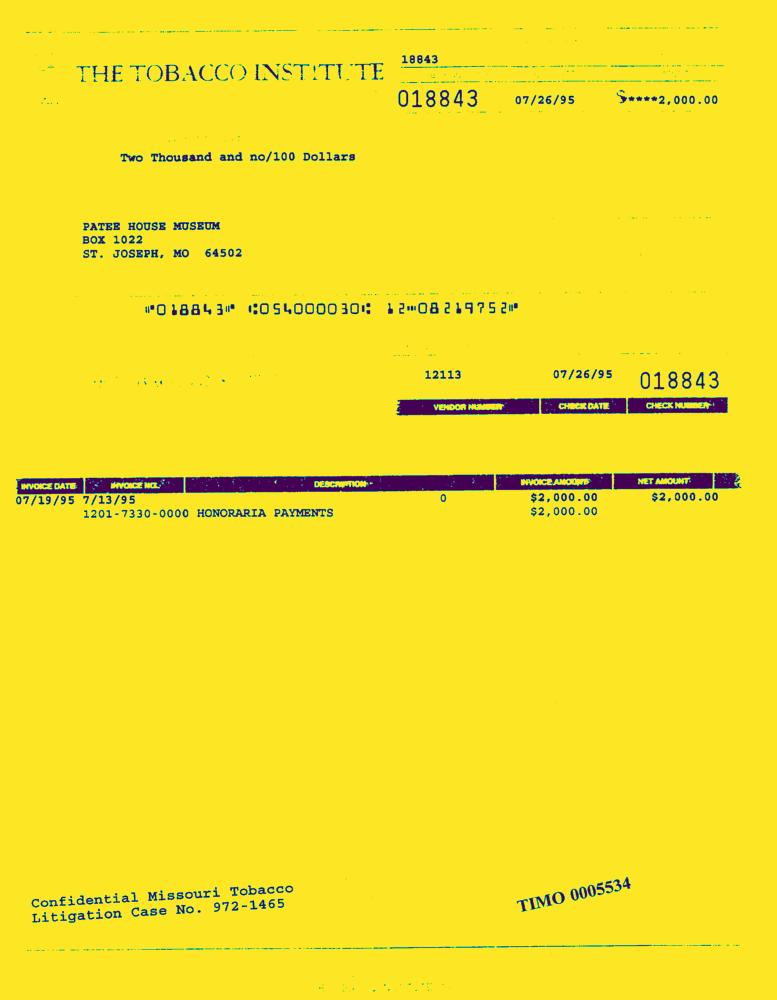 18843
THE TOBACCO INSTITUTE
018843 07/26/95 $*****2,000.00
Two Thousand and no/100 Dollars
PATEE HOUSE MUSEUM
BOX 1022
ST. JOSEPH, MO 64502
⑈018843⑈ ⑆054000030⑆ 12⑉08219752⑈
12113 07/26/95 018843
VENDOR NUMBER CHECK DATE CHECK NUMBER
INVOICE DATE INVOICE NO. DESCRIPTION INVOICE AMOUNT NET AMOUNT
07/19/95 7/13/95 0 $2,000.00 $2,000.00
1201-7330-0000 HONORARIA PAYMENTS $2,000.00
Confidential Missouri Tobacco
Litigation Case No. 972-1465
TIMO 0005534